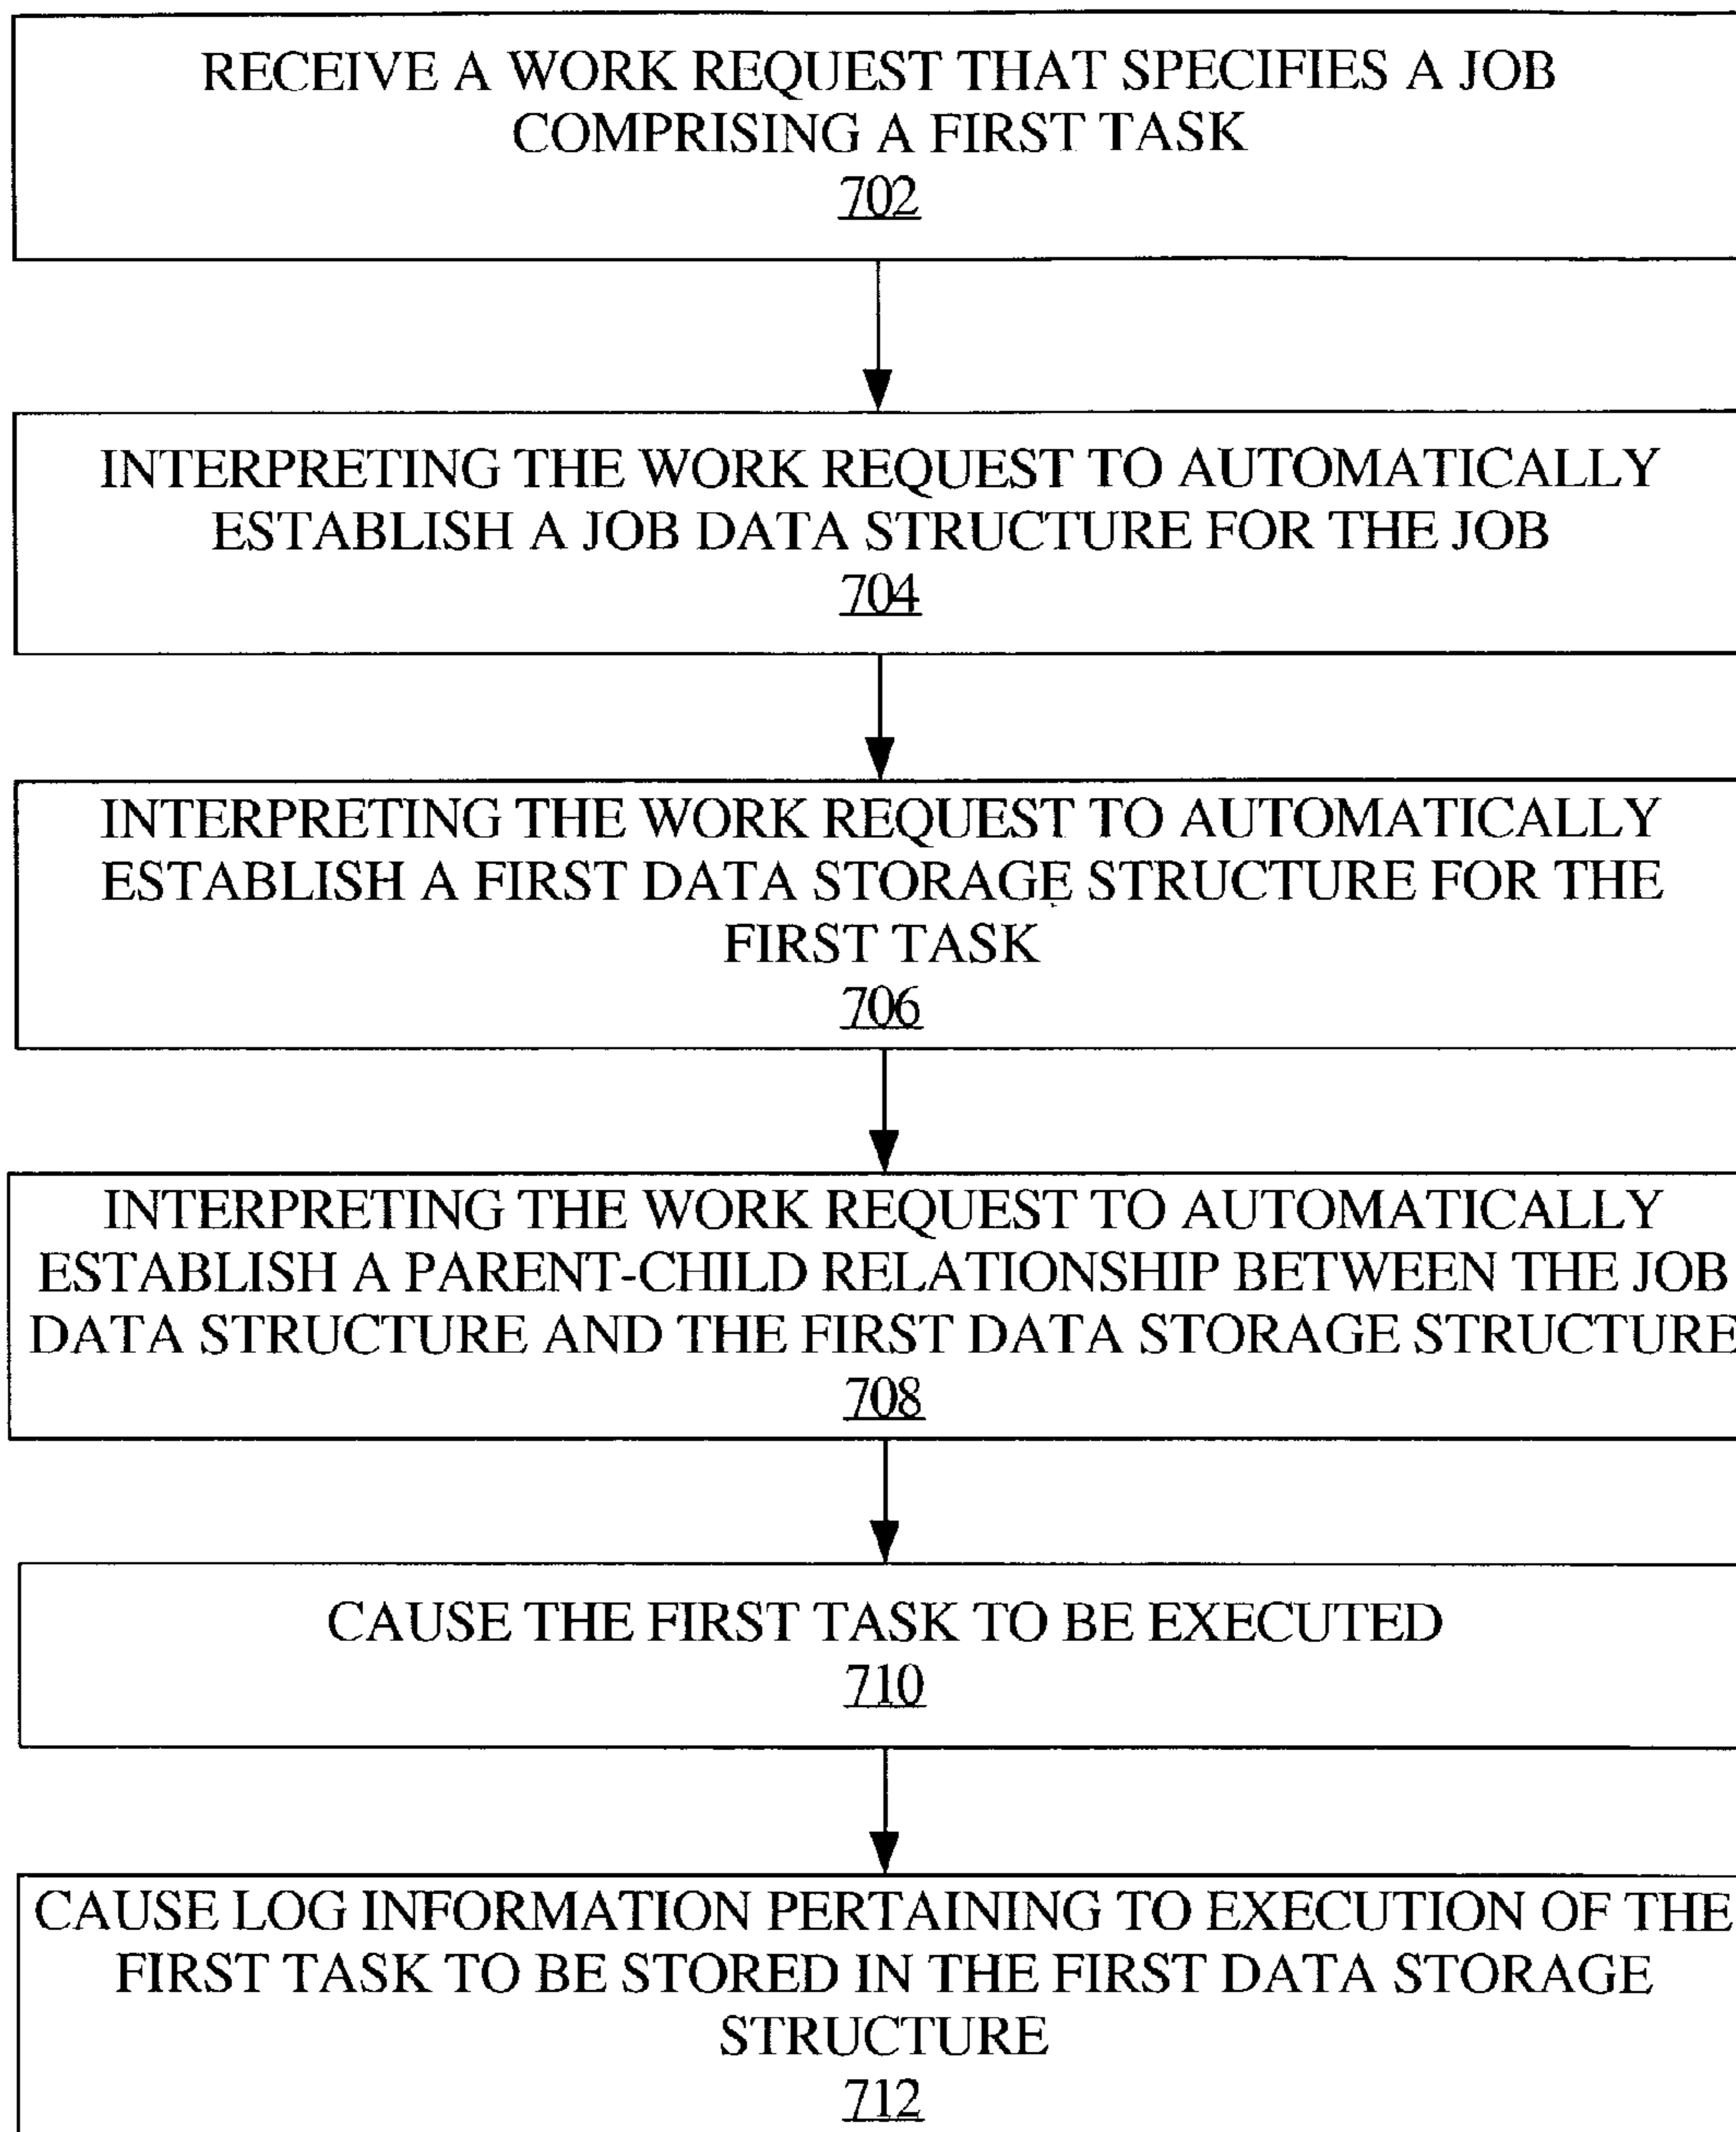 RECEIVE A WORK REQUEST THAT SPECIFIES A JOB
COMPRISING A FIRST TASK
702
INTERPRETING THE WORK REQUEST TO AUTOMATICALLY
ESTABLISH A JOB DATA STRUCTURE FOR THE JOB
704
INTERPRETING THE WORK REQUEST TO AUTOMATICALLY
ESTABLISH A FIRST DATA STORAGE STRUCTURE FOR THE
FIRST TASK
706
INTERPRETING THE WORK REQUEST TO AUTOMATICALLY
ESTABLISH A PARENT-CHILD RELATIONSHIP BETWEEN THE JOB
DATA STRUCTURE AND THE FIRST DATA STORAGE STRUCTURE
708
CAUSE THE FIRST TASK TO BE EXECUTED
710
CAUSE LOG INFORMATION PERTAINING TO EXECUTION OF THE
FIRST TASK TO BE STORED IN THE FIRST DATA STORAGE
STRUCTURE
712